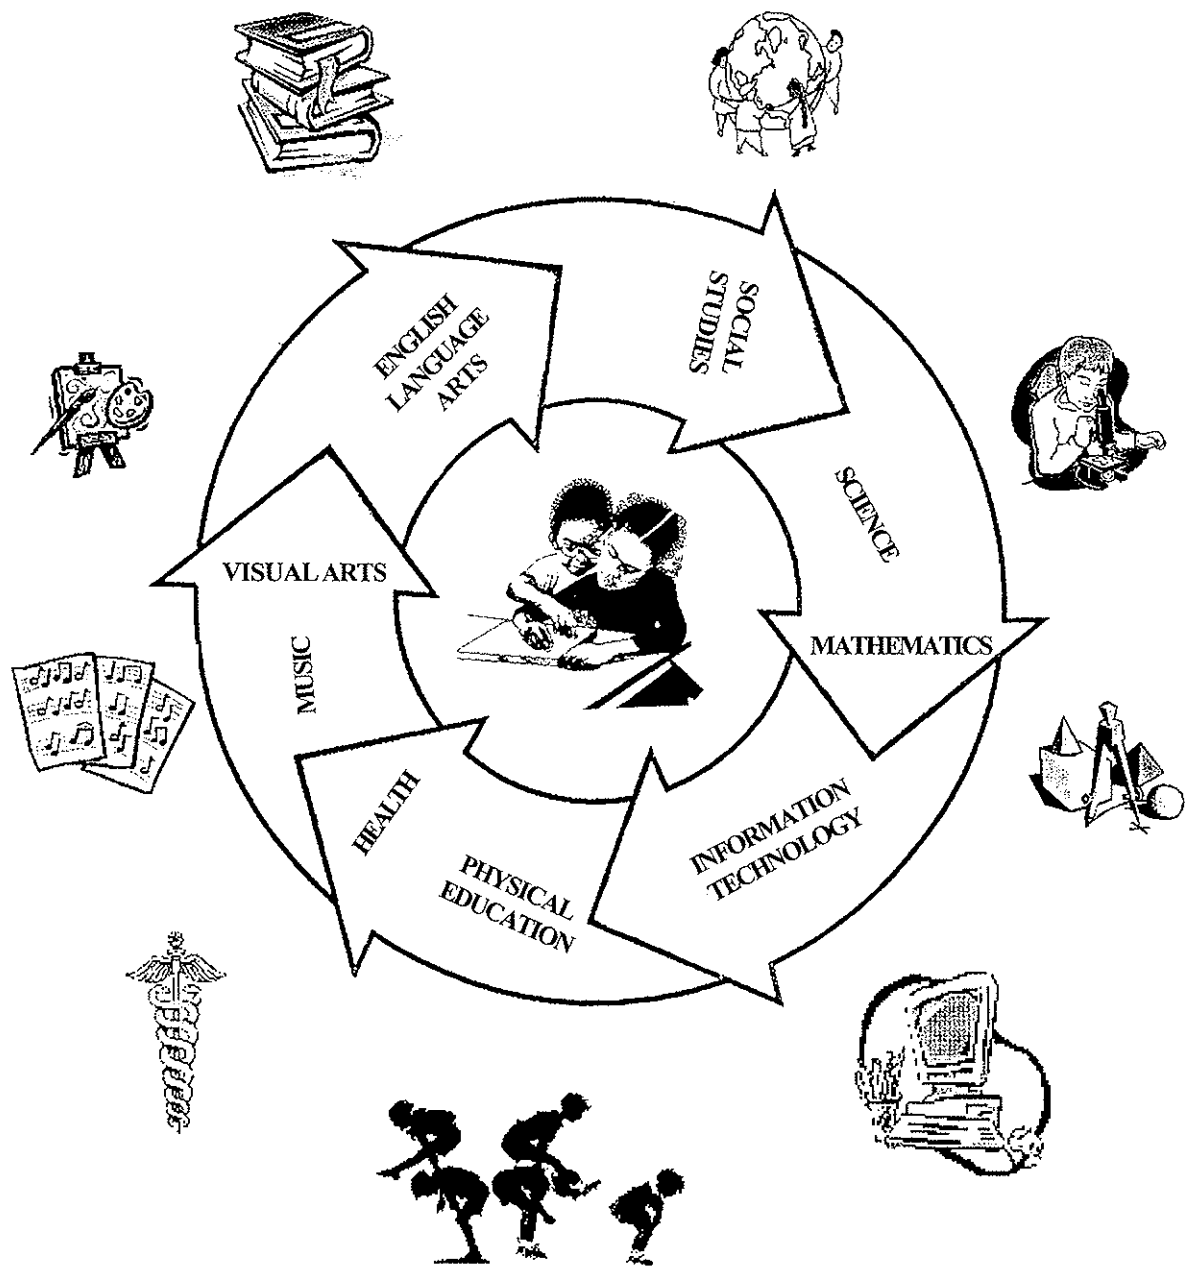 ENGLISH
LANGUAGE
ARTS
SOCIAL
STUDIES
SCIENCE
MATHEMATICS
INFORMATION
TECHNOLOGY
PHYSICAL
EDUCATION
HEALTH
MUSIC
VISUAL ARTS